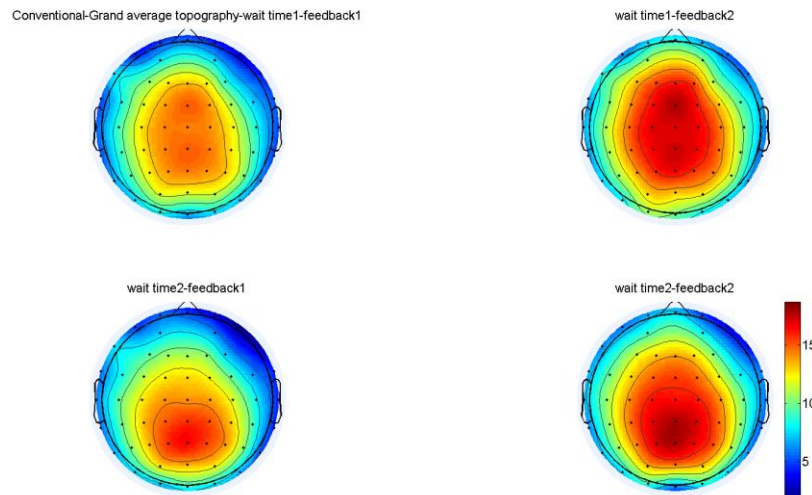 Conventional-Grand average topography-wait time1-feedback1
wait time1-feedback2
wait time2-feedback1
wait time2-feedback2
15
10
5